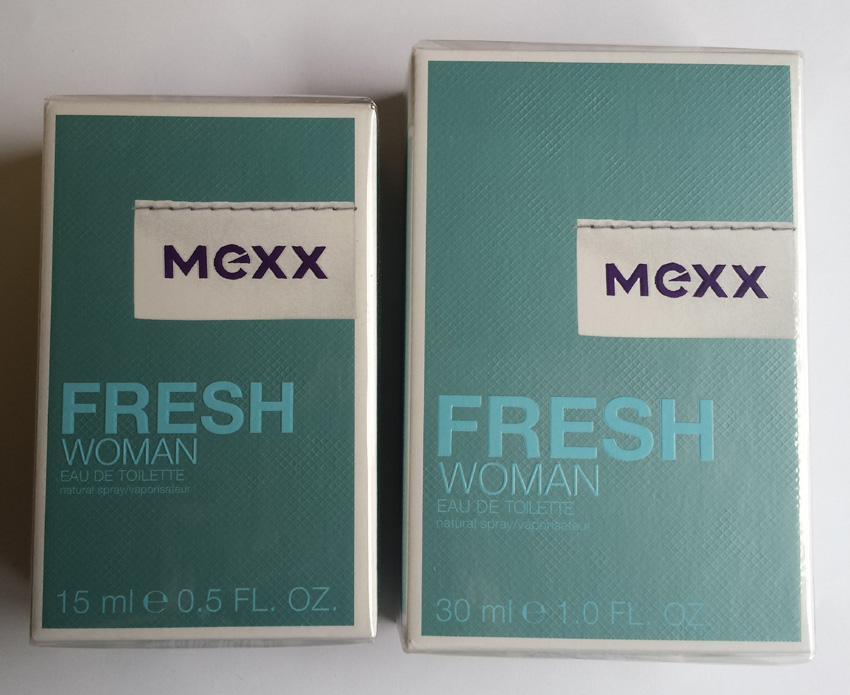 MEXX
FRESH
WOMAN
EAU DE TOILETTE
natural spray/vaporisateur
15 ml ℮ 0.5 FL. OZ.
MEXX
FRESH
WOMAN
EAU DE TOILETTE
natural spray/vaporisateur
30 ml ℮ 1.0 FL. OZ.